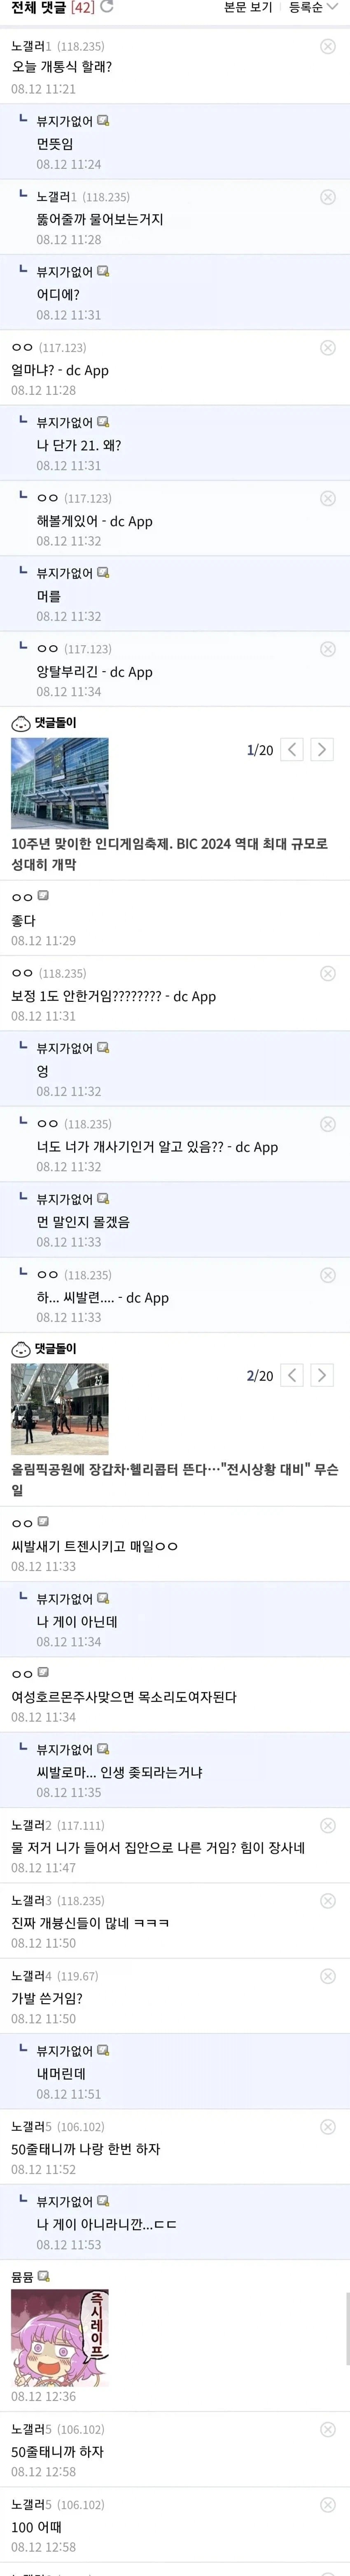 전체 댓글 [42] 본문 보기 등록순
노갤러1 (118.235)
오늘 개통식 할래?
08.12 11:21
뷰지가없어
먼뜻임
08.12 11:24
노갤러1 (118.235)
뚫어줄까 물어보는거지
08.12 11:28
뷰지가없어
어디에?
08.12 11:31
ㅇㅇ (117.123)
얼마냐? - dc App
08.12 11:28
뷰지가없어
나 단가 21. 왜?
08.12 11:31
ㅇㅇ (117.123)
해볼게있어 - dc App
08.12 11:32
뷰지가없어
머를
08.12 11:32
ㅇㅇ (117.123)
앙탈부리긴 - dc App
08.12 11:34
댓글돌이
1/20
10주년 맞이한 인디게임축제. BIC 2024 역대 최대 규모로
성대히 개막
ㅇㅇ
좋다
08.12 11:29
ㅇㅇ (118.235)
보정 1도 안한거임???????? - dc App
08.12 11:31
뷰지가없어
엉
08.12 11:32
ㅇㅇ (118.235)
너도 너가 개사기인거 알고 있음?? - dc App
08.12 11:32
뷰지가없어
먼 말인지 몰겠음
08.12 11:33
ㅇㅇ (118.235)
하... 씨발련.... - dc App
08.12 11:33
댓글돌이
2/20
올림픽공원에 장갑차·헬리콥터 뜬다…"전시상황 대비" 무슨
일
ㅇㅇ
씨발새기 트젠시키고 매일ㅇㅇ
08.12 11:33
뷰지가없어
나 게이 아닌데
08.12 11:34
ㅇㅇ
여성호르몬주사맞으면 목소리도여자된다
08.12 11:34
뷰지가없어
씨발로마... 인생 좆되라는거냐
08.12 11:35
노갤러2 (117.111)
물 저거 니가 들어서 집안으로 나른 거임? 힘이 장사네
08.12 11:47
노갤러3 (118.235)
진짜 개븅신들이 많네 ㅋㅋㅋ
08.12 11:50
노갤러4 (119.67)
가발 쓴거임?
08.12 11:50
뷰지가없어
내머린데
08.12 11:51
노갤러5 (106.102)
50줄태니까 나랑 한번 하자
08.12 11:52
뷰지가없어
나 게이 아니라니깐...ㄷㄷ
08.12 11:53
뮴뮴
즉시레이프
08.12 12:36
노갤러5 (106.102)
50줄태니까 하자
08.12 12:58
노갤러5 (106.102)
100 어때
08.12 12:58